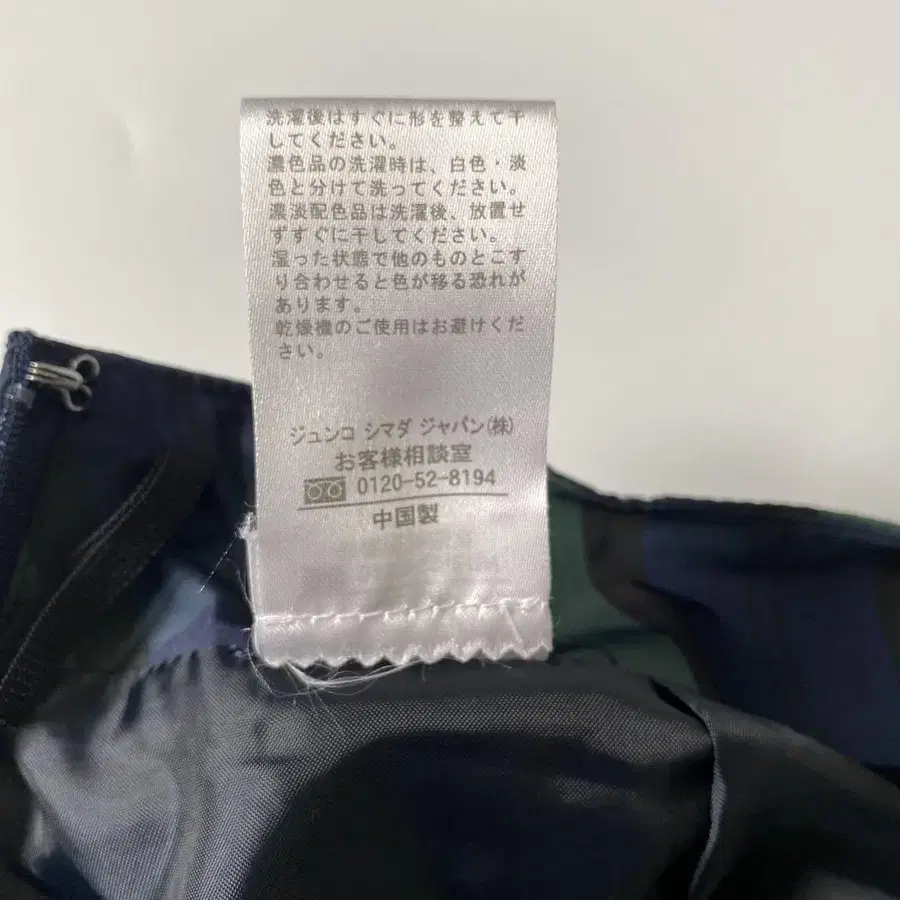 洗濯後はすぐに形を整えて干
してください。
濃色品の洗濯時は、白色・淡
色と分けて洗ってください。
濃淡配色品は洗濯後、放置せ
ずすぐに干してください。
湿った状態で他のものとこす
り合わせると色が移る恐れが
あります。
乾燥機のご使用はお避けくだ
さい。
ジュンコ シマダ ジャパン(株)
お客様相談室
0120-52-8194
中国製